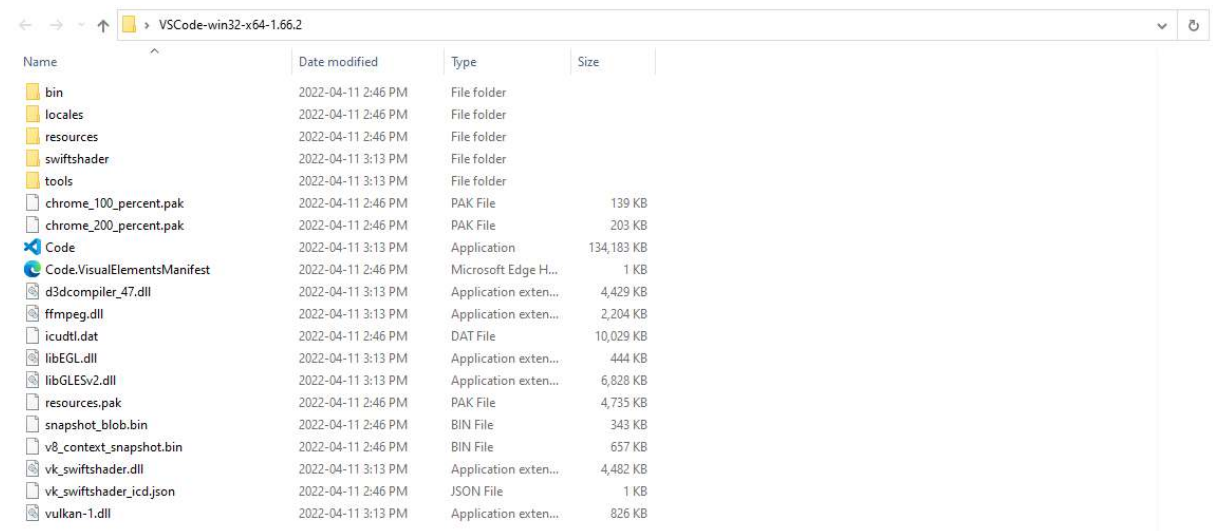 VSCode-win32-x64-1.66.2
Name Date modified Type Size
bin 2022-04-11 2:46 PM File folder
locales 2022-04-11 2:46 PM File folder
resources 2022-04-11 2:46 PM File folder
swiftshader 2022-04-11 3:13 PM File folder
tools 2022-04-11 3:13 PM File folder
chrome_100_percent.pak 2022-04-11 2:46 PM PAK File 139 KB
chrome_200_percent.pak 2022-04-11 2:46 PM PAK File 203 KB
Code 2022-04-11 3:13 PM Application 134,183 KB
Code.VisualElementsManifest 2022-04-11 2:46 PM Microsoft Edge H... 1 KB
d3dcompiler_47.dll 2022-04-11 3:13 PM Application exten... 4,429 KB
ffmpeg.dll 2022-04-11 3:13 PM Application exten... 2,204 KB
icudtl.dat 2022-04-11 2:46 PM DAT File 10,029 KB
libEGL.dll 2022-04-11 3:13 PM Application exten... 444 KB
libGLESv2.dll 2022-04-11 3:13 PM Application exten... 6,828 KB
resources.pak 2022-04-11 2:46 PM PAK File 4,735 KB
snapshot_blob.bin 2022-04-11 2:46 PM BIN File 343 KB
v8_context_snapshot.bin 2022-04-11 2:46 PM BIN File 657 KB
vk_swiftshader.dll 2022-04-11 3:13 PM Application exten... 4,482 KB
vk_swiftshader_icd.json 2022-04-11 2:46 PM JSON File 1 KB
vulkan-1.dll 2022-04-11 3:13 PM Application exten... 826 KB